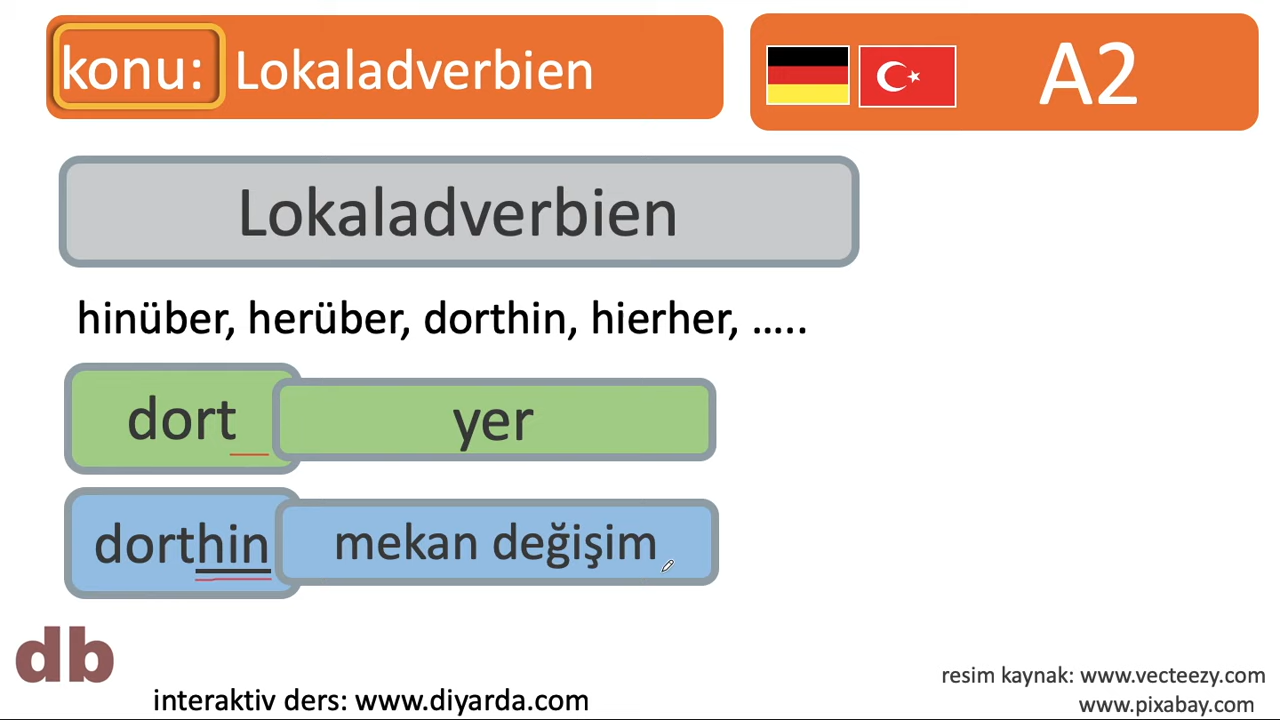 konu: Lokaladverbien
A2
Lokaladverbien
hinüber, herüber, dorthin, hierher, …..
dort
yer
dorthin
mekan değişim
db
interaktiv ders: www.diyarda.com
resim kaynak: www.vecteezy.com
www.pixabay.com